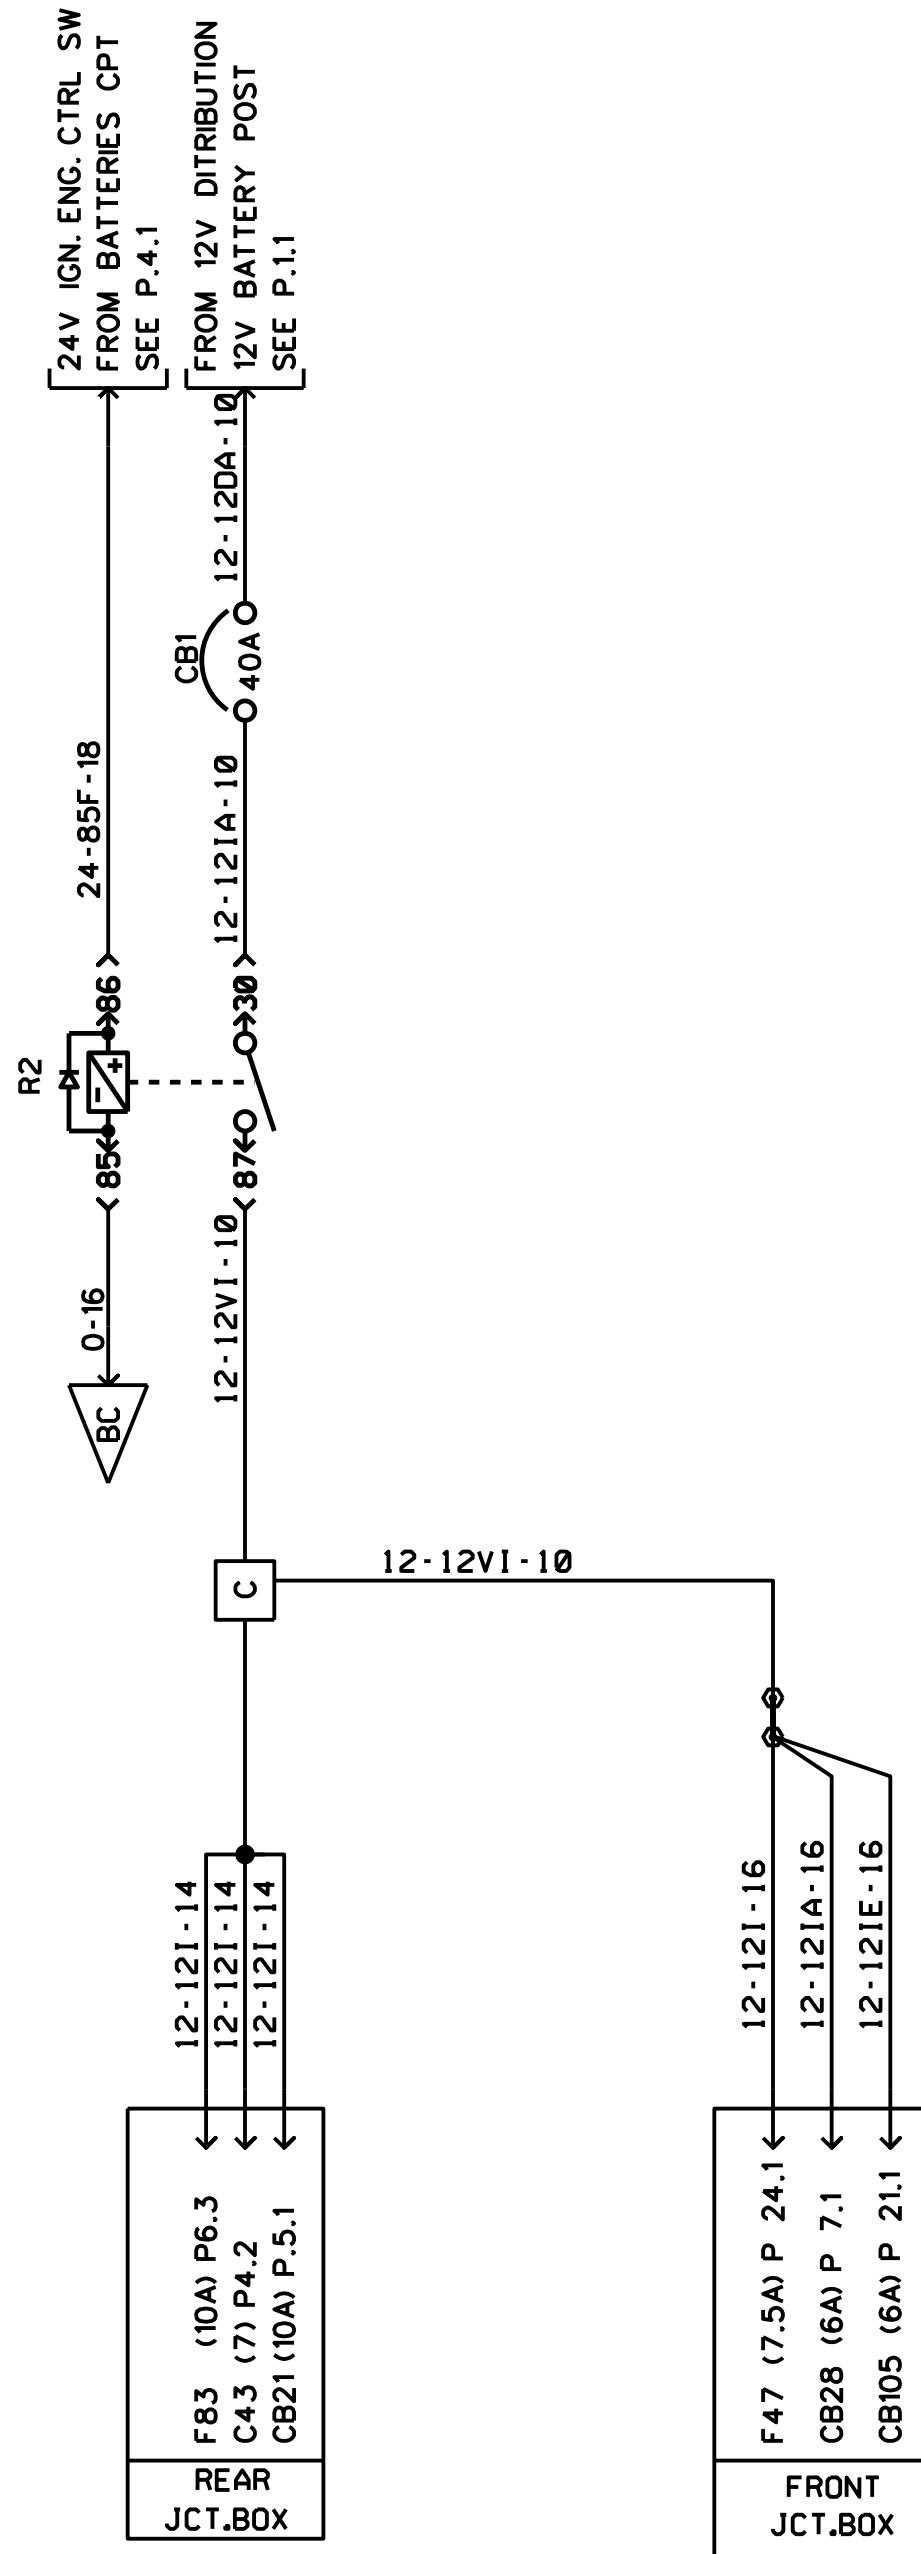 24V IGN. ENG. CTRL SW
FROM BATTERIES CPT
SEE P.4.1
FROM 12V DITRIBUTION
12V BATTERY POST
SEE P.1.1
12-12DA-10
CB1
40A
24-85F-18
12-12IA-10
86
30
R2
+
-
85
87
0-16
12-12VI-10
BC
C
12-12VI-10
12-12I-14
12-12I-14
12-12I-14
12-12I-16
12-12IA-16
12-12IE-16
F83 (10A) P6.3
C43 (7) P4.2
CB21 (10A) P.5.1
REAR
JCT.BOX
F47 (7.5A) P 24.1
CB28 (6A) P 7.1
CB105 (6A) P 21.1
FRONT
JCT.BOX